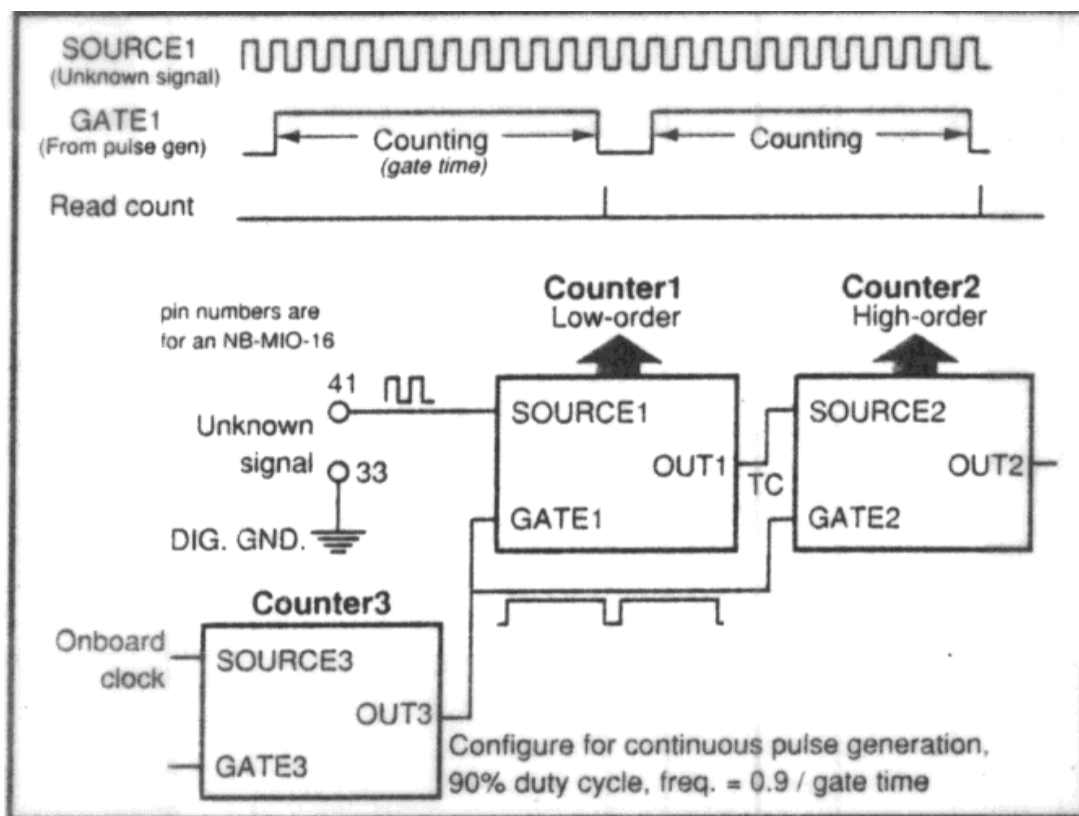 SOURCE1
(Unknown signal)
GATE1
(From pulse gen)
Counting
(gate time)
Counting
Read count
pin numbers are
for an NB-MIO-16
Counter1
Low-order
Counter2
High-order
41
Unknown
signal
33
DIG. GND.
SOURCE1
OUT1
GATE1
TC
SOURCE2
OUT2
GATE2
Counter3
Onboard
clock
SOURCE3
OUT3
GATE3
Configure for continuous pulse generation,
90% duty cycle, freq. = 0.9 / gate time